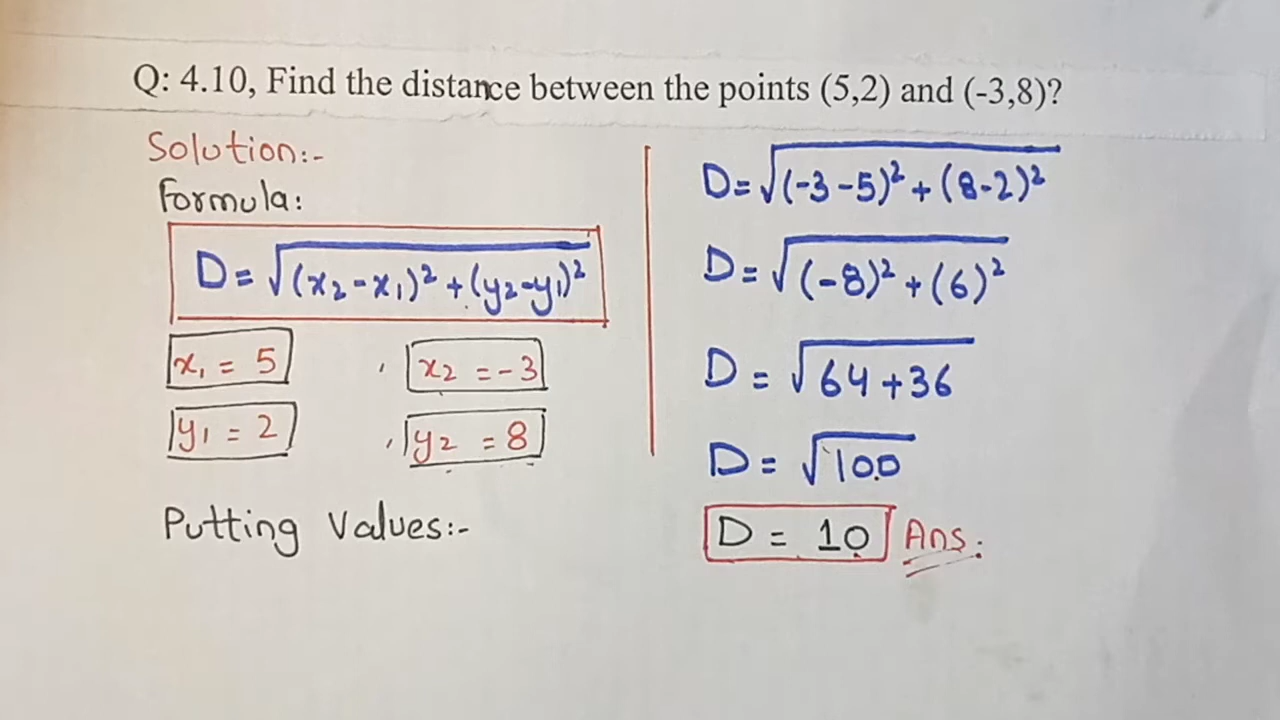 Q: 4.10, Find the distance between the points (5,2) and (-3,8)?
Solution:-
Formula:
D = √(x₂-x₁)² + (y₂-y₁)²
x₁ = 5 , x₂ = -3
y₁ = 2 , y₂ = 8
Putting Values:-
D = √(-3-5)² + (8-2)²
D = √(-8)² + (6)²
D = √64+36
D = √100
D = 10 Ans.